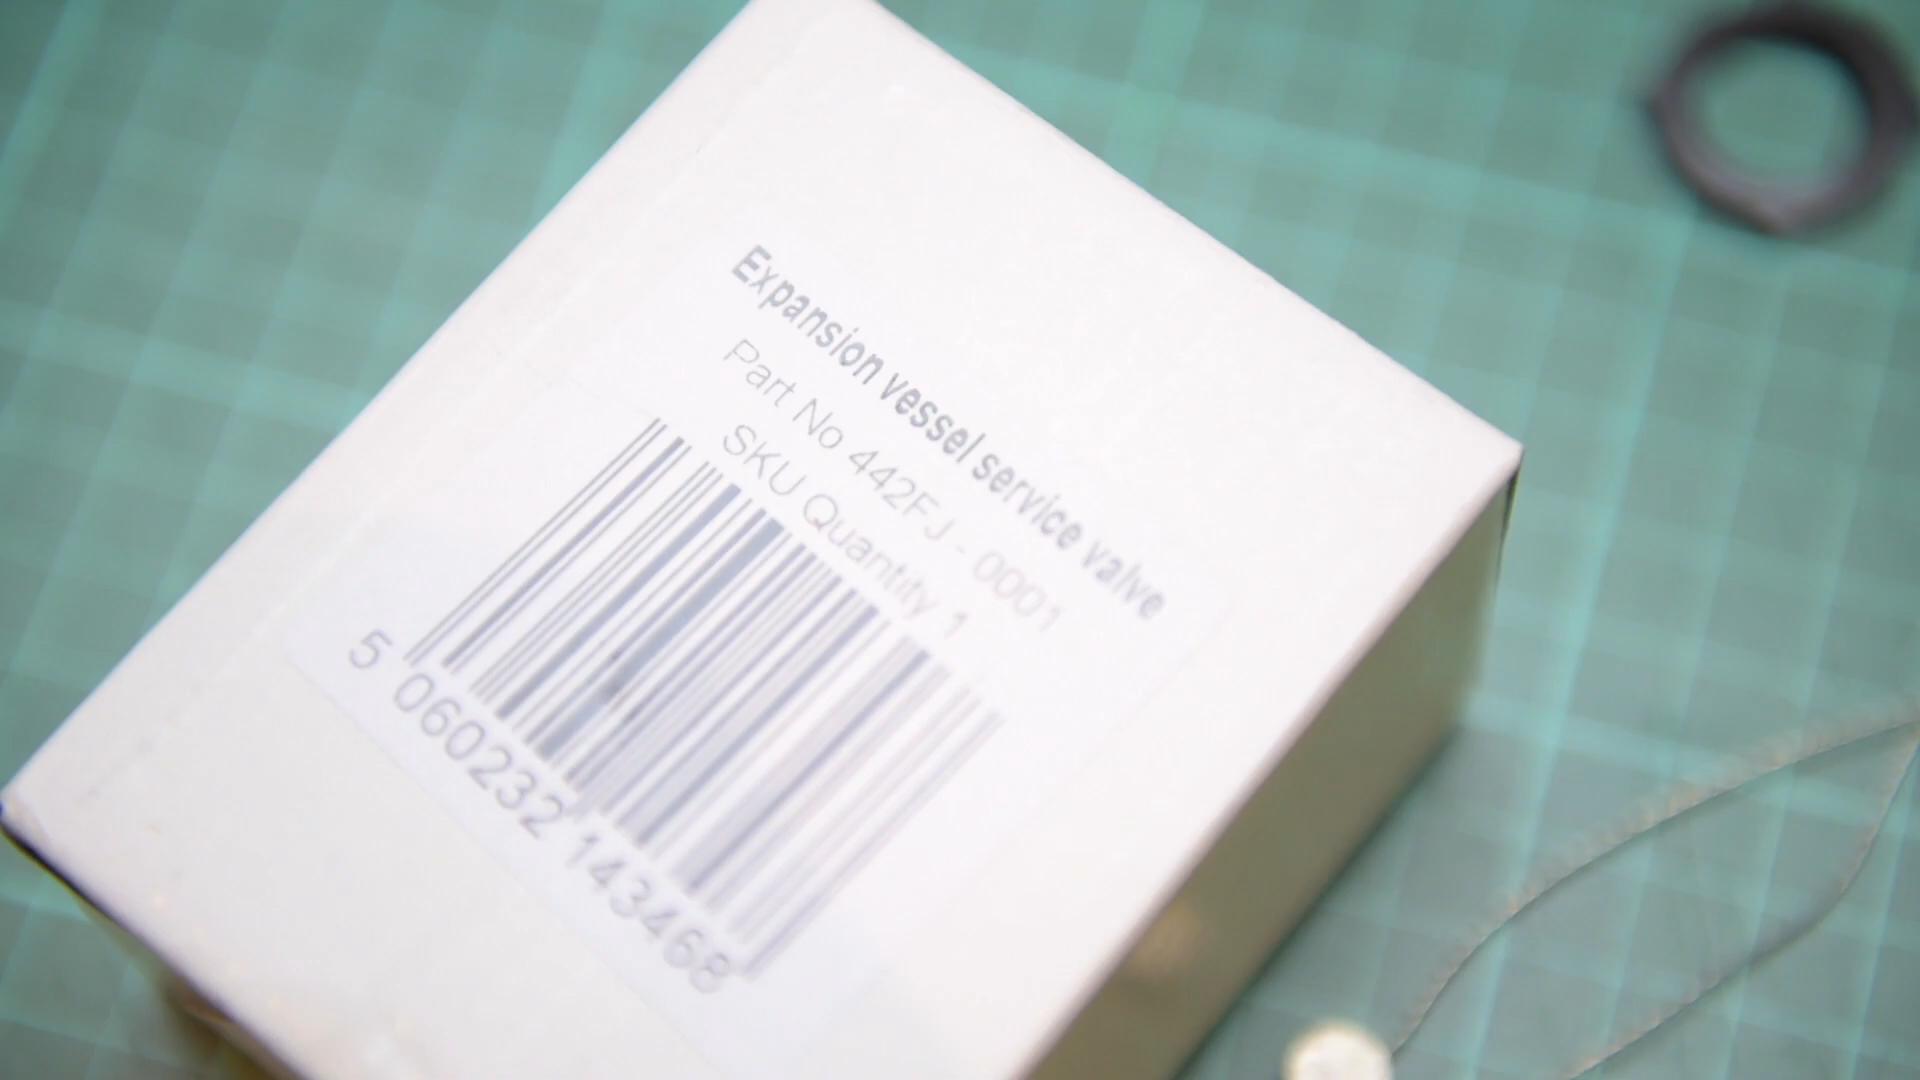 Expansion vessel service valve
Part No 442FJ - 0001
SKU Quantity 1
5 060232 143468